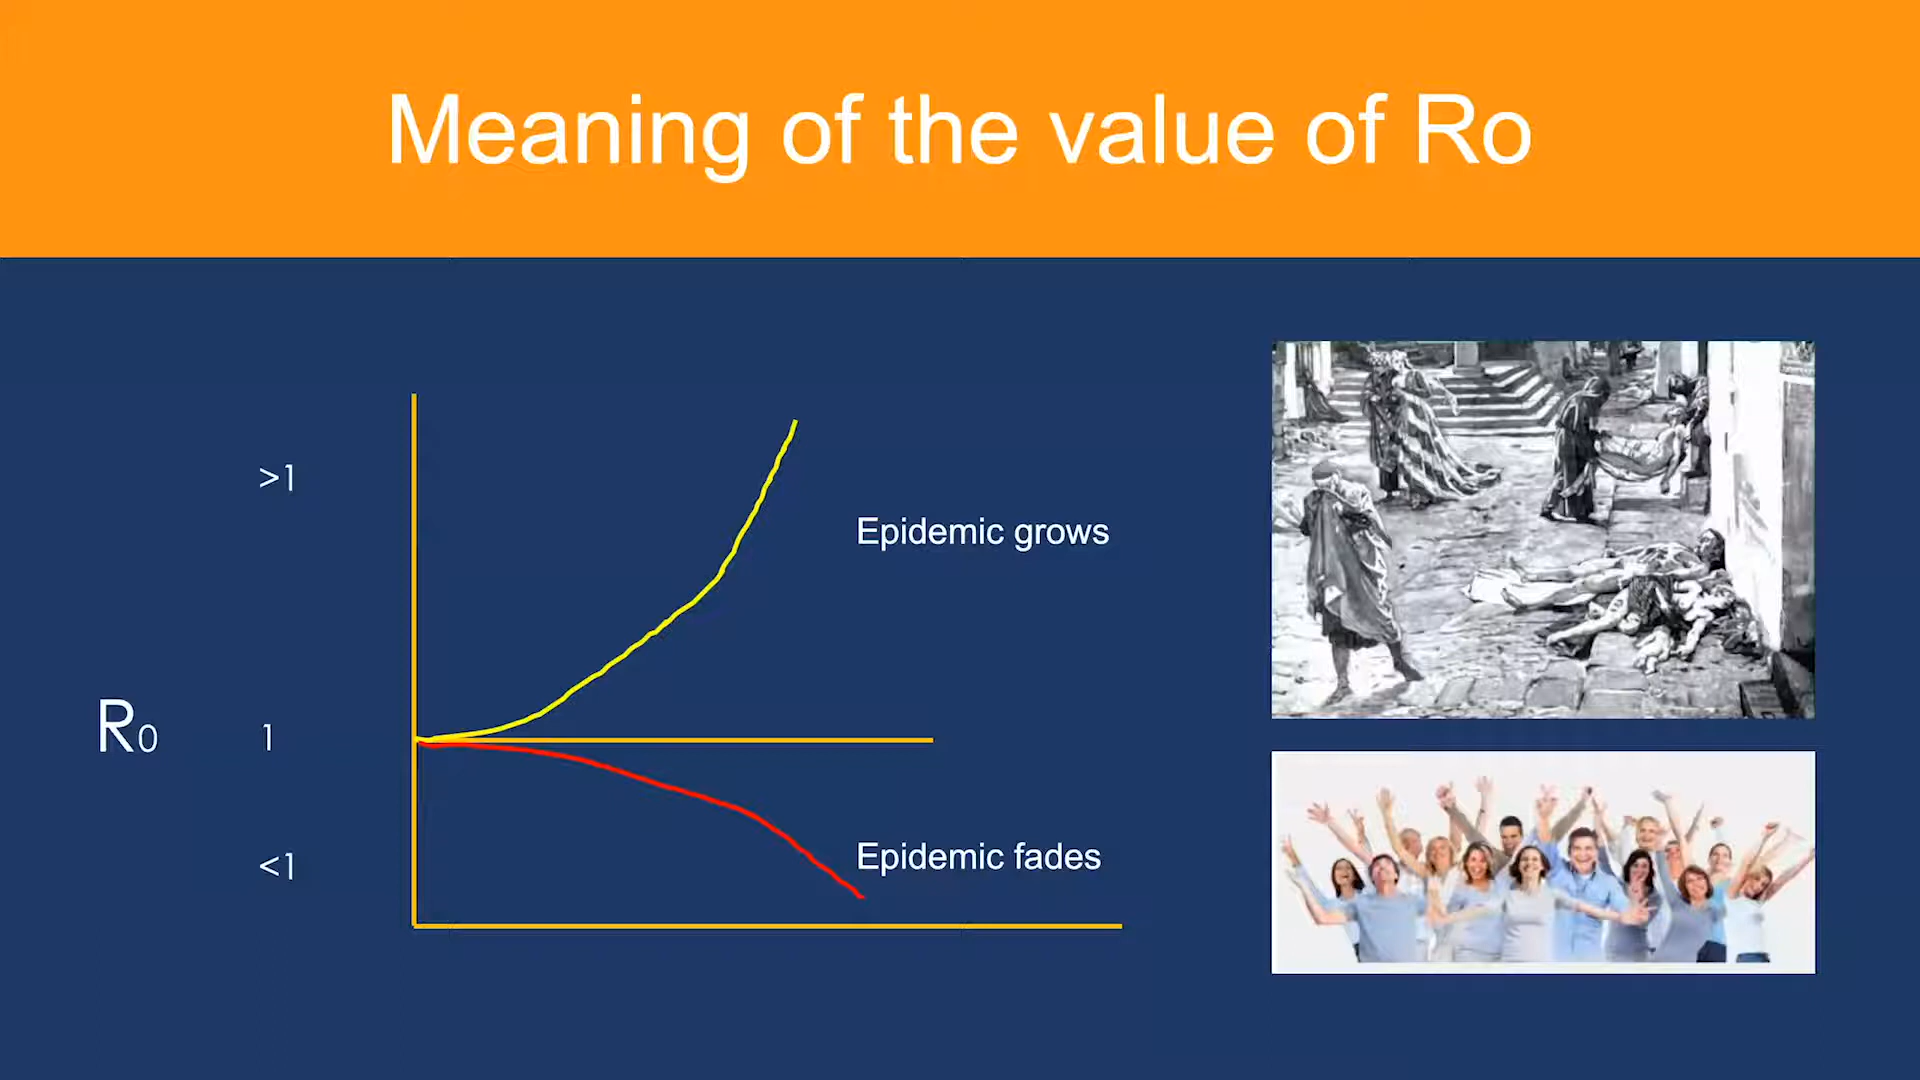 Meaning of the value of Ro
>1
Epidemic grows
R0
1
<1
Epidemic fades